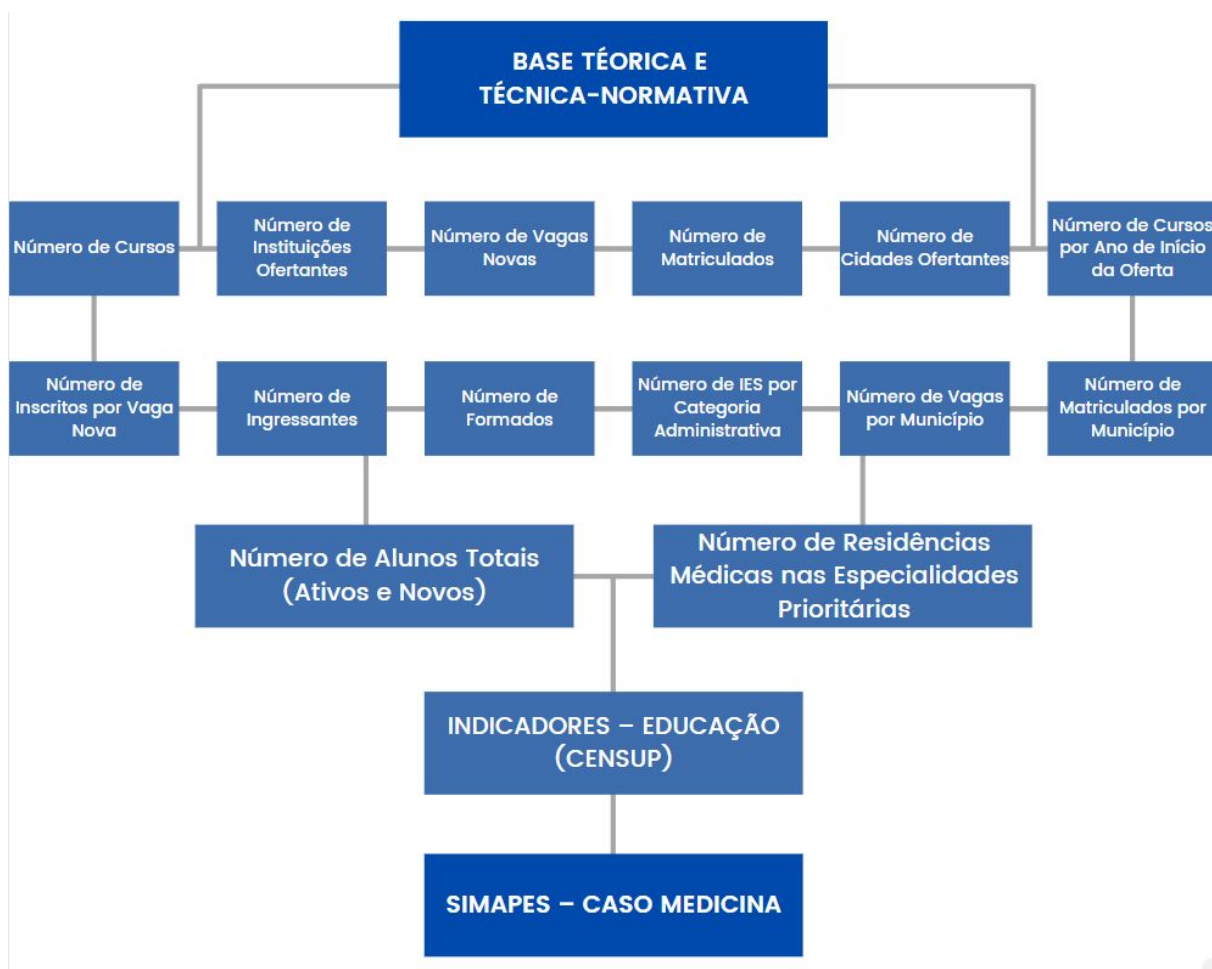 BASE TÉORICA E
TÉCNICA-NORMATIVA
Número de Cursos
Número de
Instituições
Ofertantes
Número de Vagas
Novas
Número de
Matriculados
Número de
Cidades Ofertantes
Número de Cursos
por Ano de Início
da Oferta
Número de
Inscritos por Vaga
Nova
Número de
Ingressantes
Número de
Formados
Número de IES por
Categoria
Administrativa
Número de Vagas
por Município
Número de
Matriculados por
Município
Número de Alunos Totais
(Ativos e Novos)
Número de Residências
Médicas nas Especialidades
Prioritárias
INDICADORES – EDUCAÇÃO
(CENSUP)
SIMAPES – CASO MEDICINA